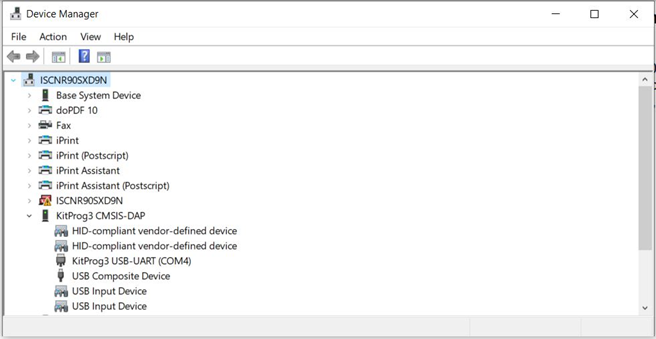 Device Manager
File Action View Help
ISCNR90SXD9N
Base System Device
doPDF 10
Fax
iPrint
iPrint (Postscript)
iPrint Assistant
iPrint Assistant (Postscript)
ISCNR90SXD9N
KitProg3 CMSIS-DAP
HID-compliant vendor-defined device
HID-compliant vendor-defined device
KitProg3 USB-UART (COM4)
USB Composite Device
USB Input Device
USB Input Device